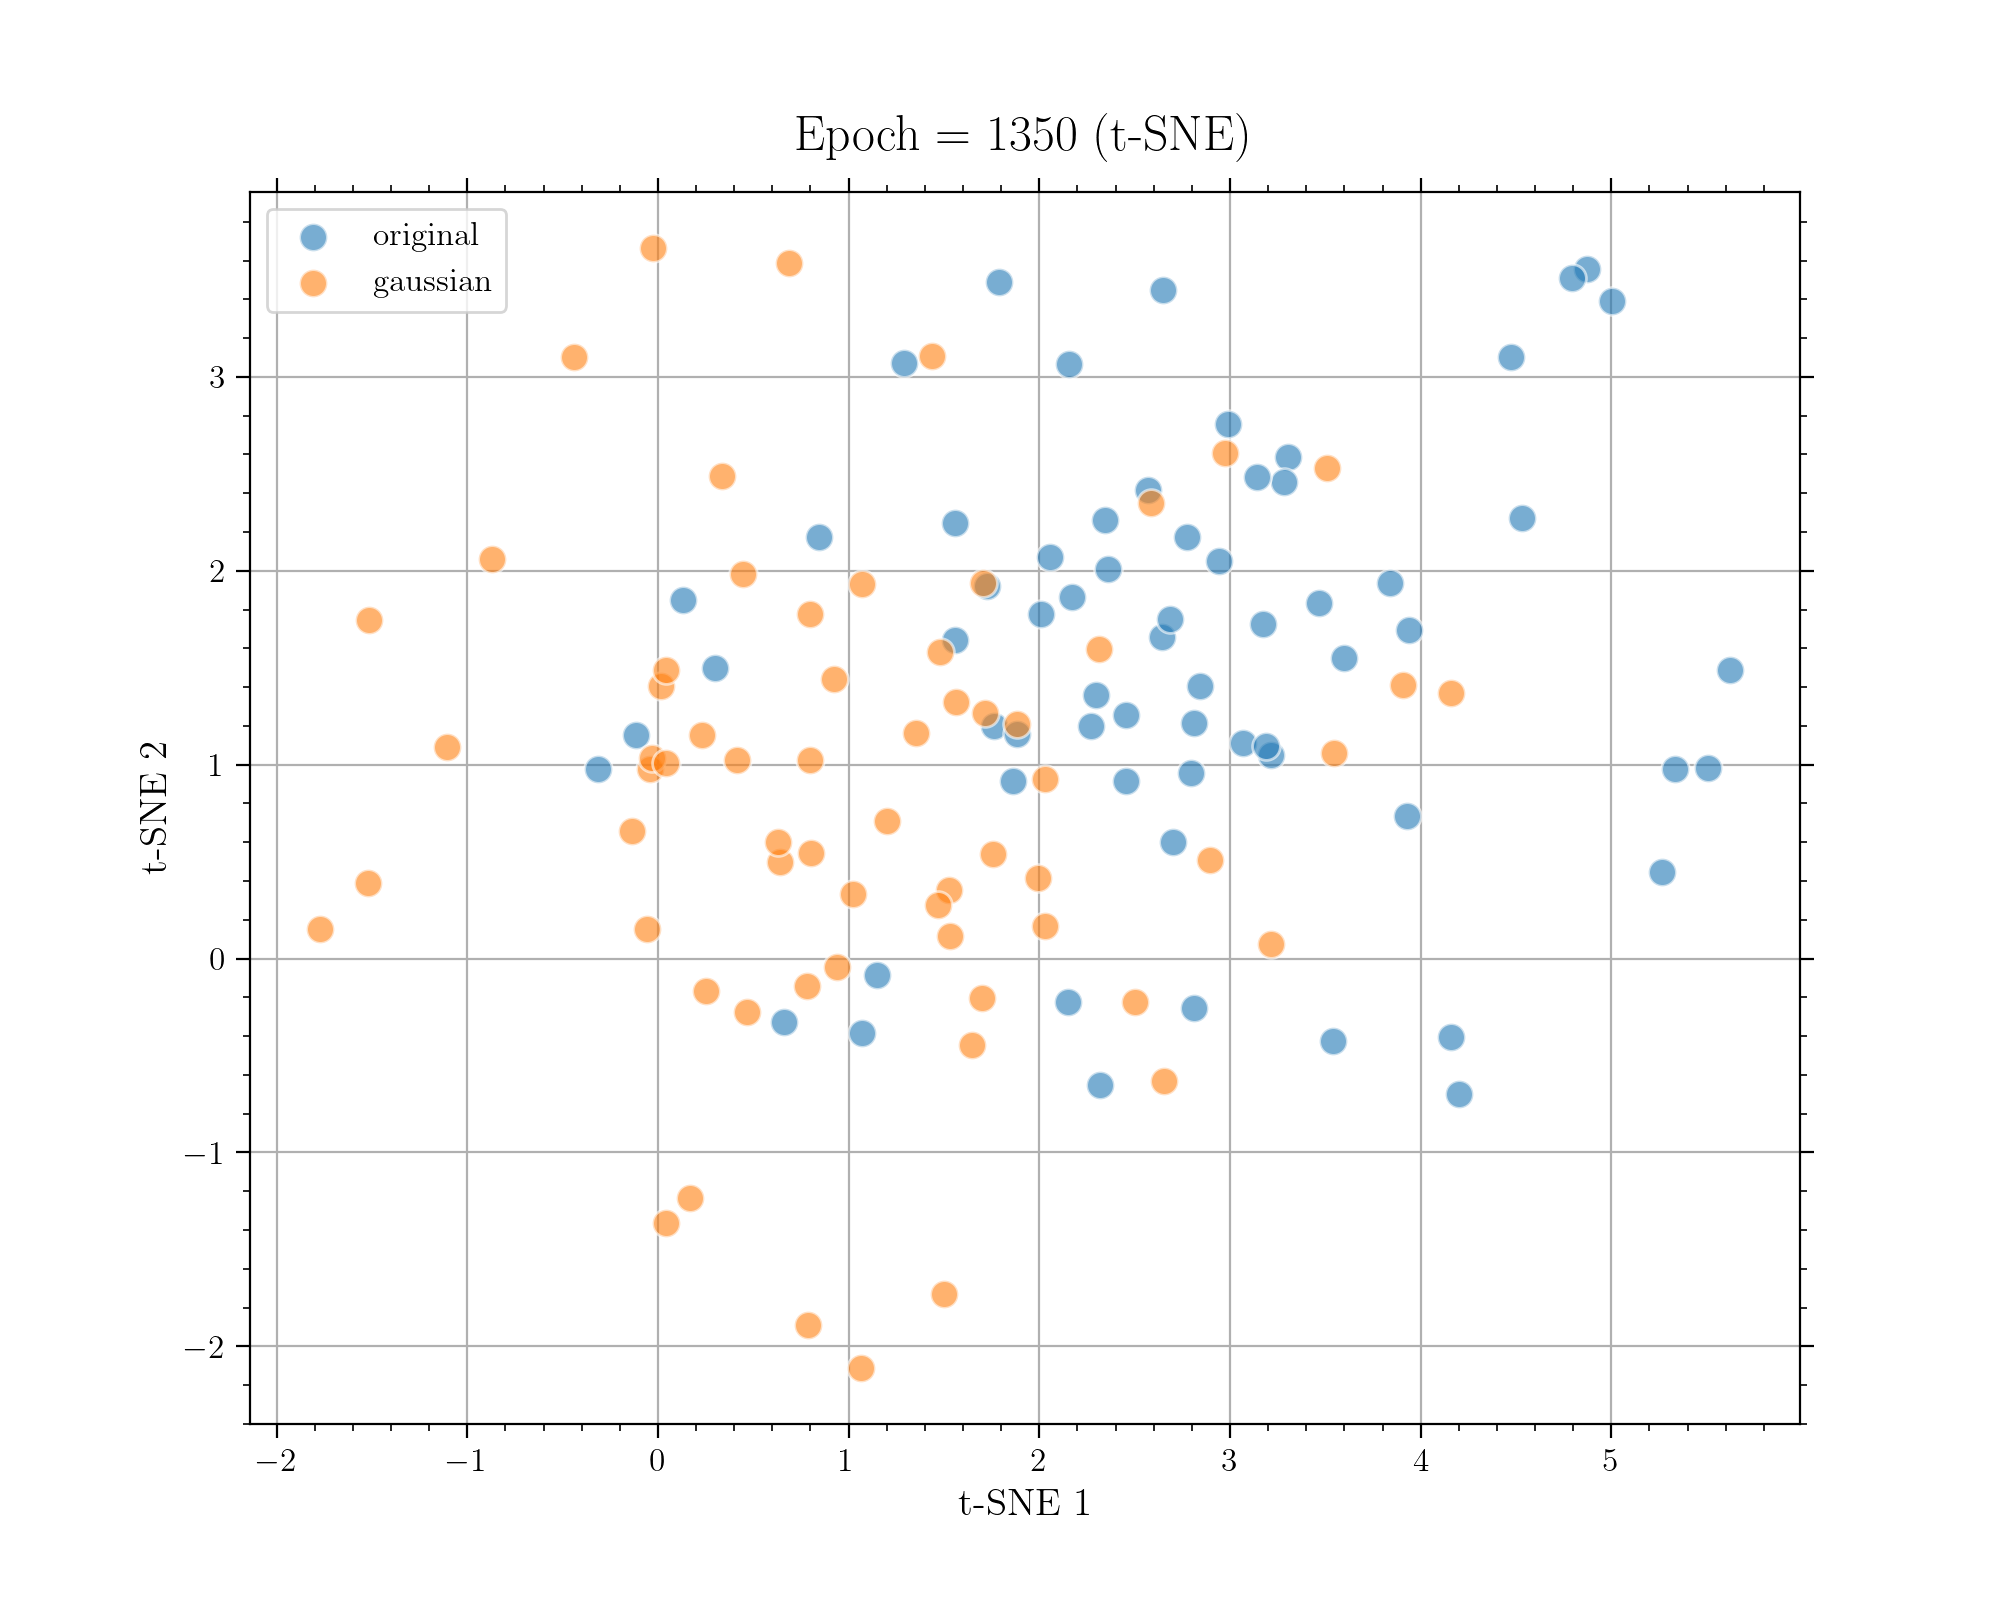 Epoch = 1350 (t-SNE)
original
gaussian
3
2
1
0
−1
−2
t-SNE 2
−2 −1 0 1 2 3 4 5
t-SNE 1